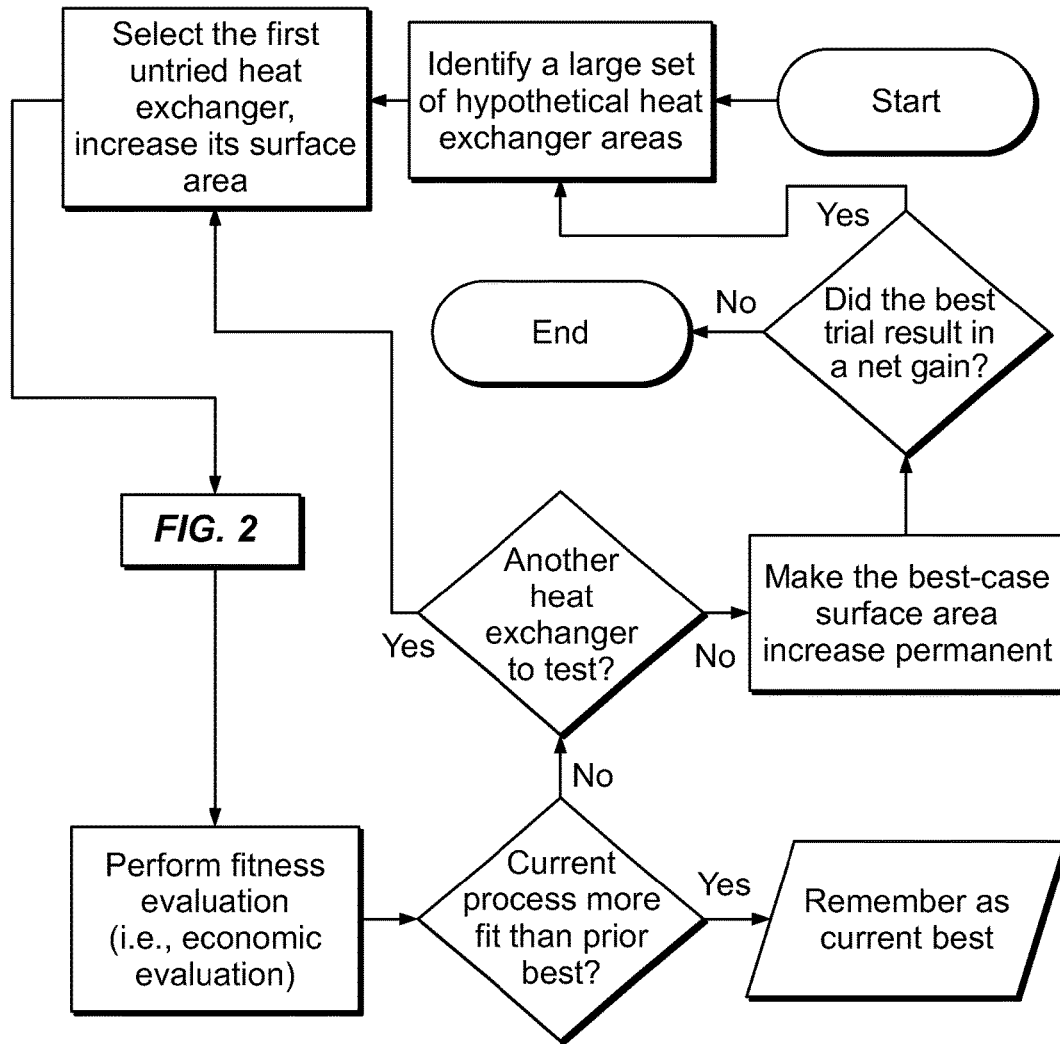 Select the first
untried heat
exchanger,
increase its surface
area
Identify a large set
of hypothetical heat
exchanger areas
Start
Yes
Did the best
trial result in
a net gain?
No
End
FIG. 2
Another
heat
exchanger
to test?
Yes
No
Make the best-case
surface area
increase permanent
No
Perform fitness
evaluation
(i.e., economic
evaluation)
Current
process more
fit than prior
best?
Yes
Remember as
current best